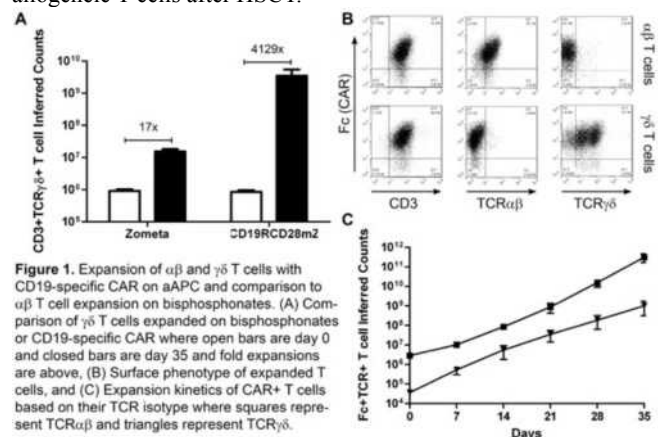 allogeneic T cells after HSCT.
A
CD3+TCRγδ+ T cell Inferred Counts
10^10
10^9
10^8
10^7
10^6
10^5
17x
4129x
Zometa
CD19RCD28m2
B
Fc (CAR)
αβ T cells
γδ T cells
CD3
TCRαβ
TCRγδ
Figure 1. Expansion of αβ and γδ T cells with
CD19-specific CAR on aAPC and comparison to
αβ T cell expansion on bisphosphonates. (A) Com-
parison of γδ T cells expanded on bisphosphonates
or CD19-specific CAR where open bars are day 0
and closed bars are day 35 and fold expansions
are above, (B) Surface phenotype of expanded T
cells, and (C) Expansion kinetics of CAR+ T cells
based on their TCR isotype where squares repre-
sent TCRαβ and triangles represent TCRγδ.
C
Fc+TCR+ T cell Inferred Counts
10^12
10^11
10^10
10^9
10^8
10^7
10^6
10^5
10^4
0 7 14 21 28 35
Days